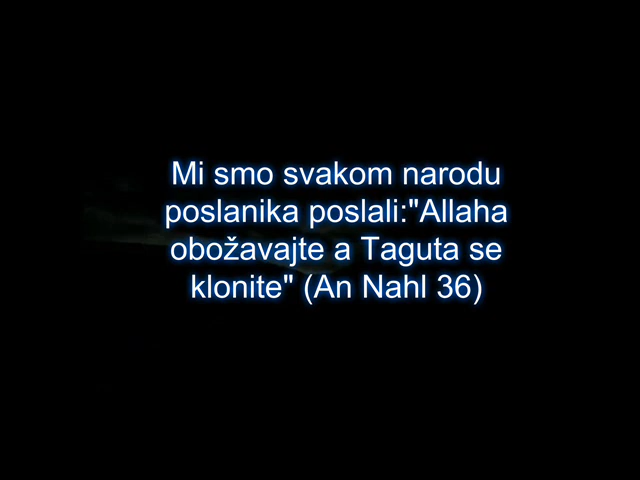 Mi smo svakom narodu
poslanika poslali:"Allaha
obožavajte a Taguta se
klonite" (An Nahl 36)